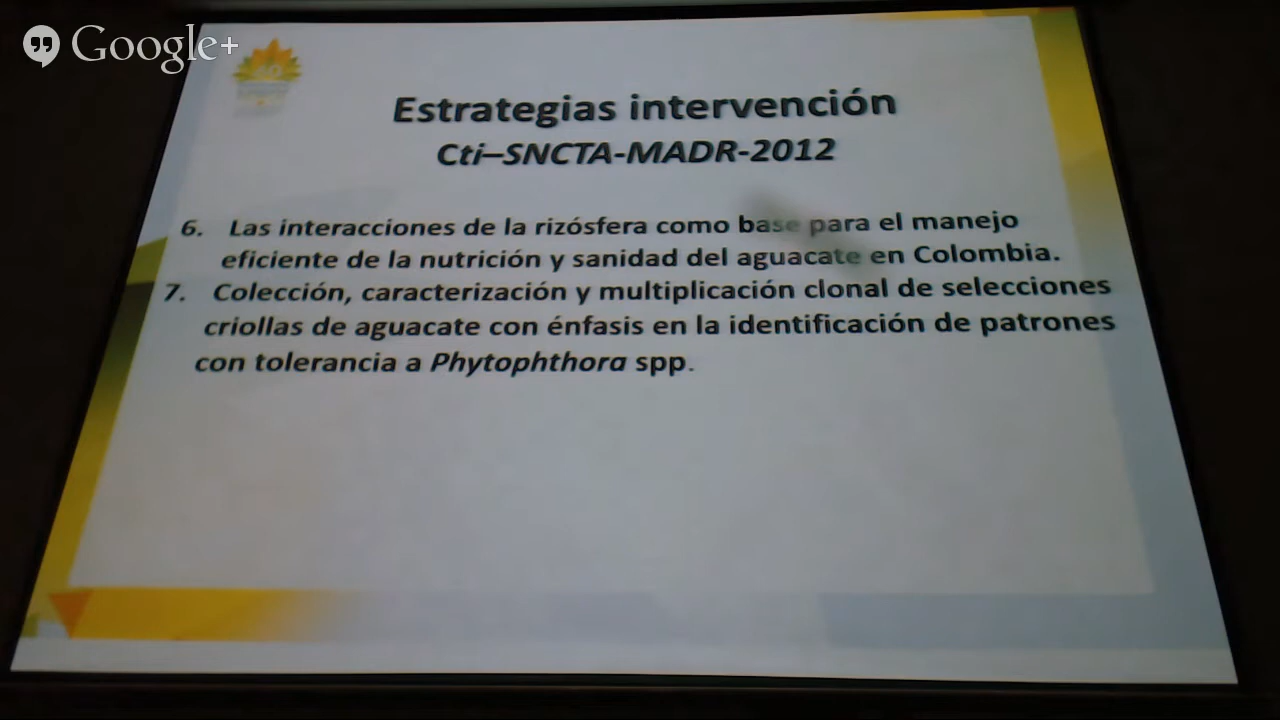 Google+
Estrategias intervención
Cti–SNCTA-MADR-2012
6. Las interacciones de la rizósfera como base para el manejo
eficiente de la nutrición y sanidad del aguacate en Colombia.
7. Colección, caracterización y multiplicación clonal de selecciones
criollas de aguacate con énfasis en la identificación de patrones
con tolerancia a Phytophthora spp.